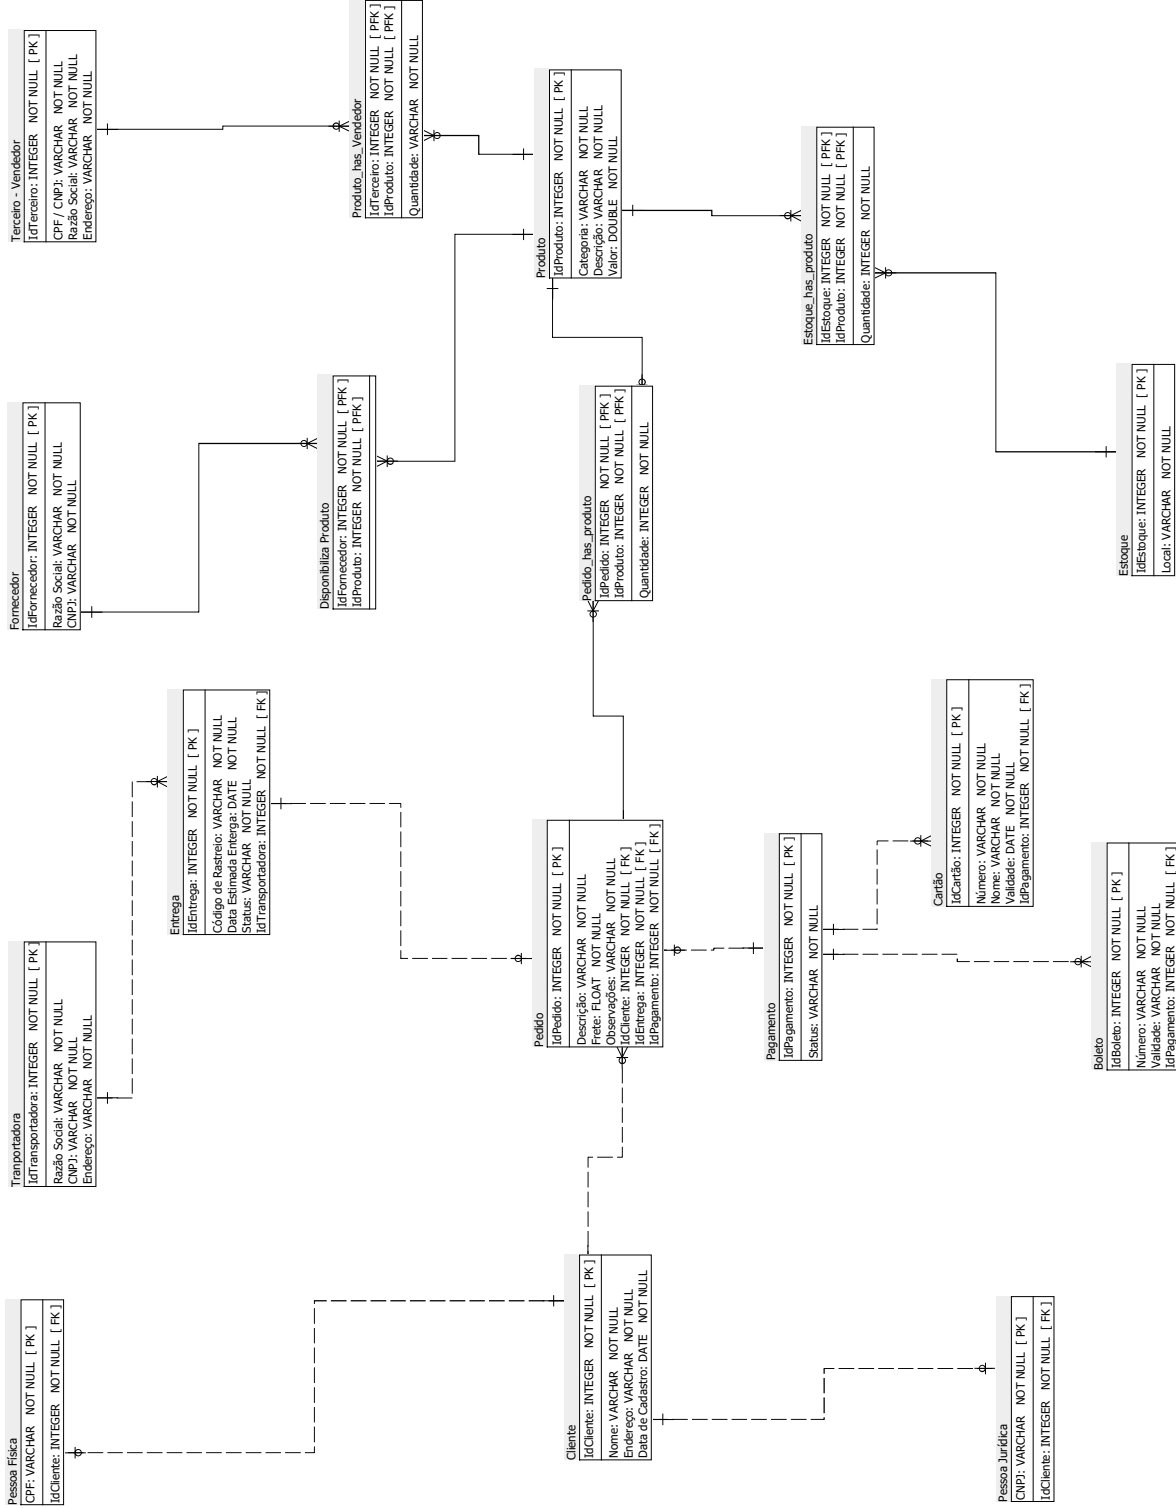 Pessoa Física
CPF: VARCHAR NOT NULL [ PK ]
IdCliente: INTEGER NOT NULL [ FK ]
Tranportadora
IdTransportadora: INTEGER NOT NULL [ PK ]
Razão Social: VARCHAR NOT NULL
CNPJ: VARCHAR NOT NULL
Endereço: VARCHAR NOT NULL
Fornecedor
IdFornecedor: INTEGER NOT NULL [ PK ]
Razão Social: VARCHAR NOT NULL
CNPJ: VARCHAR NOT NULL
Terceiro - Vendedor
IdTerceiro: INTEGER NOT NULL [ PK ]
CPF / CNPJ: VARCHAR NOT NULL
Razão Social: VARCHAR NOT NULL
Endereço: VARCHAR NOT NULL
Entrega
IdEntrega: INTEGER NOT NULL [ PK ]
Código de Rastreio: VARCHAR NOT NULL
Data Estimada Enterga: DATE NOT NULL
Status: VARCHAR NOT NULL
IdTransportadora: INTEGER NOT NULL [ FK ]
Disponibiliza Produto
IdFornecedor: INTEGER NOT NULL [ PFK ]
IdProduto: INTEGER NOT NULL [ PFK ]
Produto_has_Vendedor
IdTerceiro: INTEGER NOT NULL [ PFK ]
IdProduto: INTEGER NOT NULL [ PFK ]
Quantidade: VARCHAR NOT NULL
Cliente
IdCliente: INTEGER NOT NULL [ PK ]
Nome: VARCHAR NOT NULL
Endereço: VARCHAR NOT NULL
Data de Cadastro: DATE NOT NULL
Pedido
IdPedido: INTEGER NOT NULL [ PK ]
Descrição: VARCHAR NOT NULL
Frete: FLOAT NOT NULL
Observações: VARCHAR NOT NULL
IdCliente: INTEGER NOT NULL [ FK ]
IdEntrega: INTEGER NOT NULL [ FK ]
IdPagamento: INTEGER NOT NULL [ FK ]
Pedido_has_produto
IdPedido: INTEGER NOT NULL [ PFK ]
IdProduto: INTEGER NOT NULL [ PFK ]
Quantidade: INTEGER NOT NULL
Produto
IdProduto: INTEGER NOT NULL [ PK ]
Categoria: VARCHAR NOT NULL
Descrição: VARCHAR NOT NULL
Valor: DOUBLE NOT NULL
Pagamento
IdPagamento: INTEGER NOT NULL [ PK ]
Status: VARCHAR NOT NULL
Estoque_has_produto
IdEstoque: INTEGER NOT NULL [ PFK ]
IdProduto: INTEGER NOT NULL [ PFK ]
Quantidade: INTEGER NOT NULL
Cartão
IdCartão: INTEGER NOT NULL [ PK ]
Número: VARCHAR NOT NULL
Nome: VARCHAR NOT NULL
Validade: DATE NOT NULL
IdPagamento: INTEGER NOT NULL [ FK ]
Pessoa Jurídica
CNPJ: VARCHAR NOT NULL [ PK ]
IdCliente: INTEGER NOT NULL [ FK ]
Boleto
IdBoleto: INTEGER NOT NULL [ PK ]
Número: VARCHAR NOT NULL
Validade: VARCHAR NOT NULL
IdPagamento: INTEGER NOT NULL [ FK ]
Estoque
IdEstoque: INTEGER NOT NULL [ PK ]
Local: VARCHAR NOT NULL